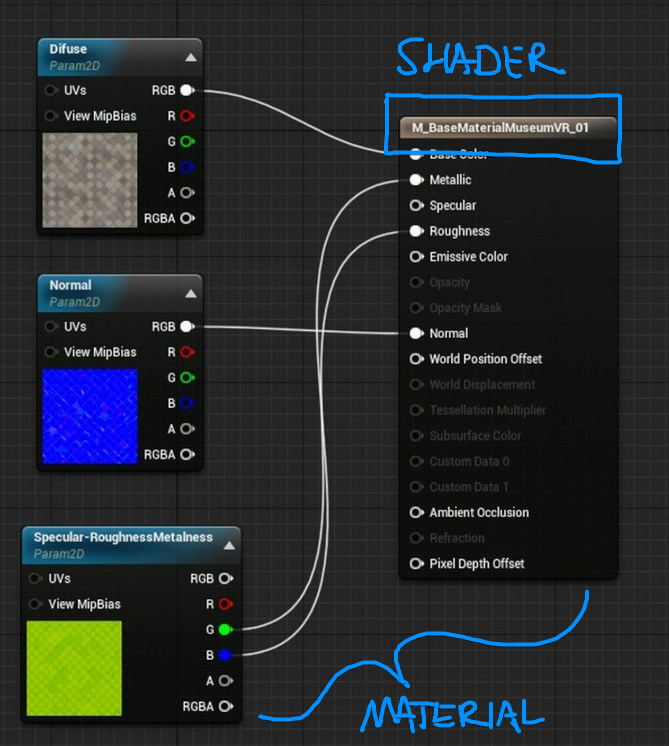 SHADER
Difuse
Param2D
UVs
RGB
View MipBias
R
G
B
A
RGBA
M_BaseMaterialMuseumVR_01
Base Color
Metallic
Specular
Roughness
Emissive Color
Opacity
Opacity Mask
Normal
World Position Offset
World Displacement
Tessellation Multiplier
Subsurface Color
Custom Data 0
Custom Data 1
Ambient Occlusion
Refraction
Pixel Depth Offset
Normal
Param2D
UVs
RGB
View MipBias
R
G
B
A
RGBA
Specular-RoughnessMetalness
Param2D
UVs
RGB
View MipBias
R
G
B
A
RGBA
MATERIAL